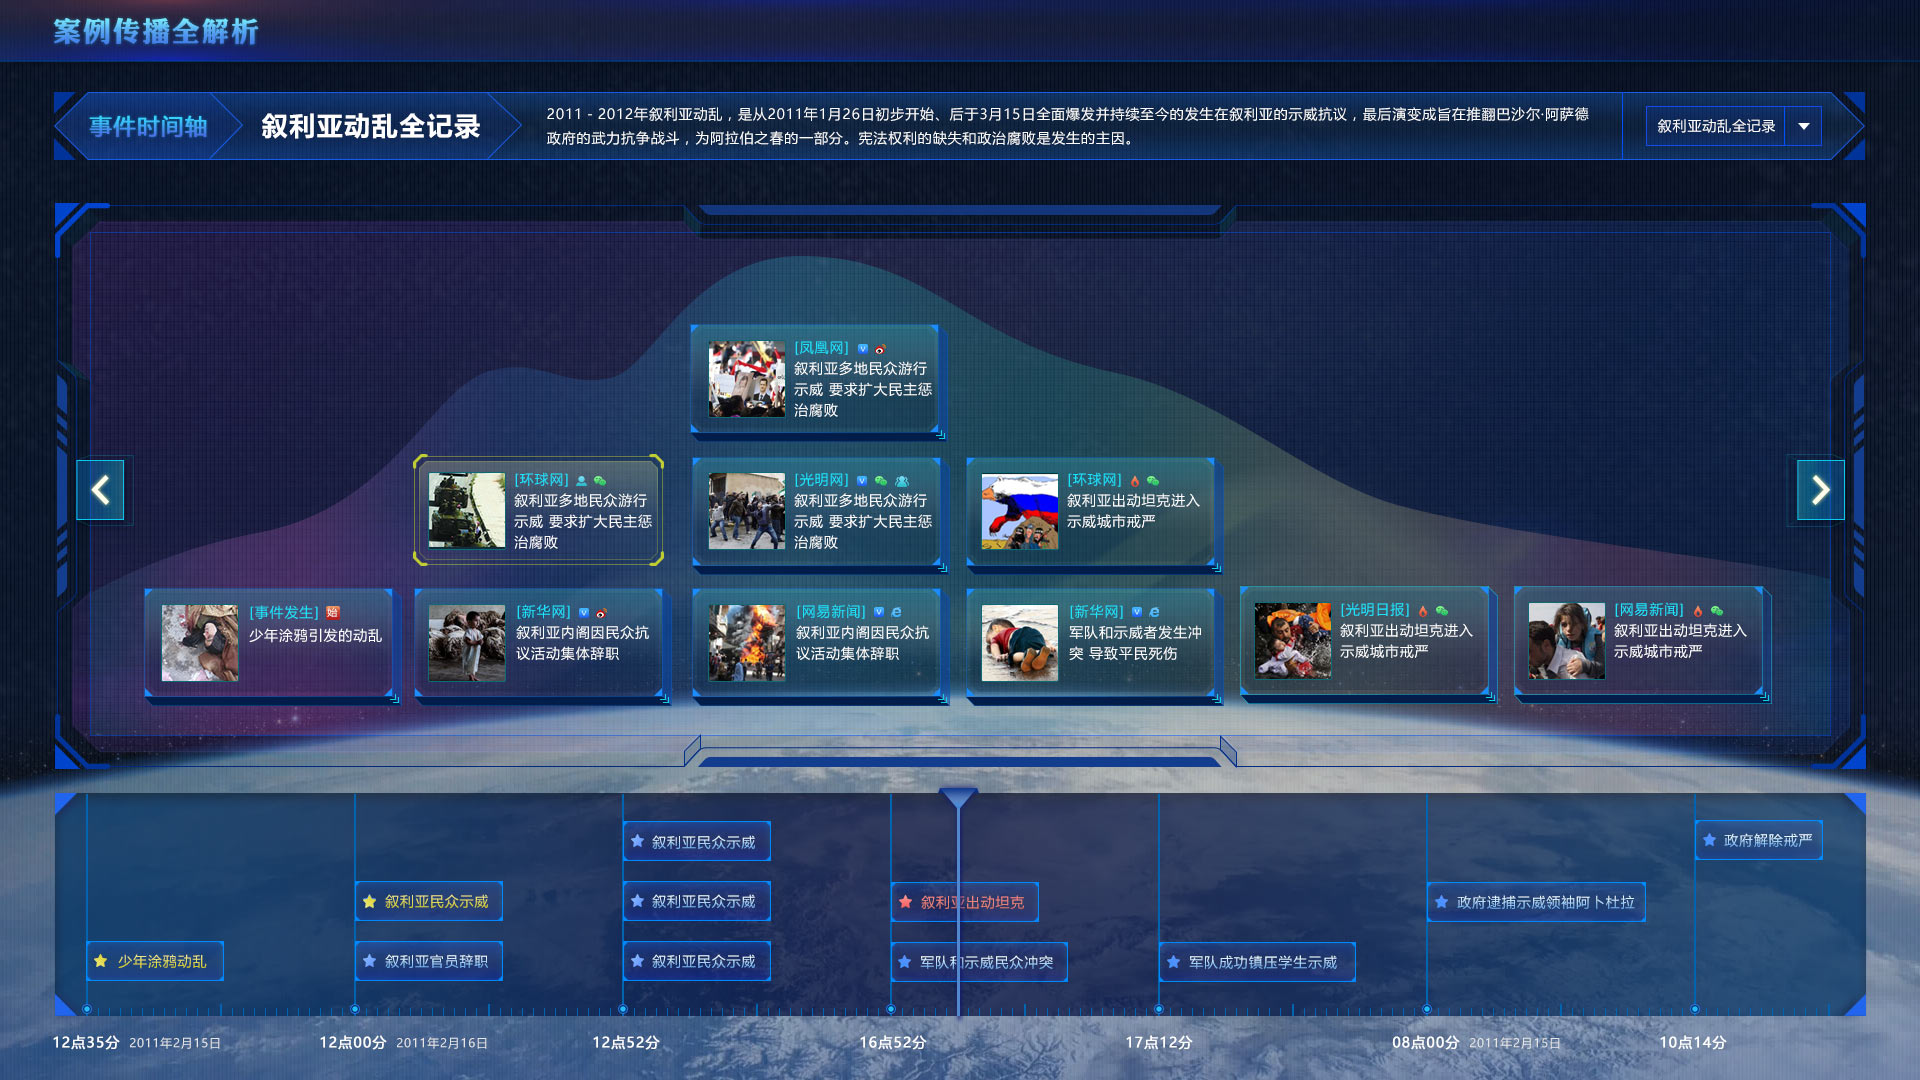 案例传播全解析
事件时间轴
叙利亚动乱全记录
2011 - 2012年叙利亚动乱，是从2011年1月26日初步开始、后于3月15日全面爆发并持续至今的发生在叙利亚的示威抗议，最后演变成旨在推翻巴沙尔·阿萨德
政府的武力抗争战斗，为阿拉伯之春的一部分。宪法权利的缺失和政治腐败是发生的主因。
叙利亚动乱全记录
[凤凰网]
叙利亚多地民众游行
示威 要求扩大民主惩
治腐败
[环球网]
叙利亚多地民众游行
示威 要求扩大民主惩
治腐败
[光明网]
叙利亚多地民众游行
示威 要求扩大民主惩
治腐败
[环球网]
叙利亚出动坦克进入
示威城市戒严
[事件发生] 始
少年涂鸦引发的动乱
[新华网]
叙利亚内阁因民众抗
议活动集体辞职
[网易新闻]
叙利亚内阁因民众抗
议活动集体辞职
[新华网]
军队和示威者发生冲
突 导致平民死伤
[光明日报]
叙利亚出动坦克进入
示威城市戒严
[网易新闻]
叙利亚出动坦克进入
示威城市戒严
叙利亚民众示威
政府解除戒严
叙利亚民众示威
叙利亚民众示威
叙利亚出动坦克
政府逮捕示威领袖阿卜杜拉
少年涂鸦动乱
叙利亚官员辞职
叙利亚民众示威
军队和示威民众冲突
军队成功镇压学生示威
12点35分 2011年2月15日
12点00分 2011年2月16日
12点52分
16点52分
17点12分
08点00分 2011年2月15日
10点14分